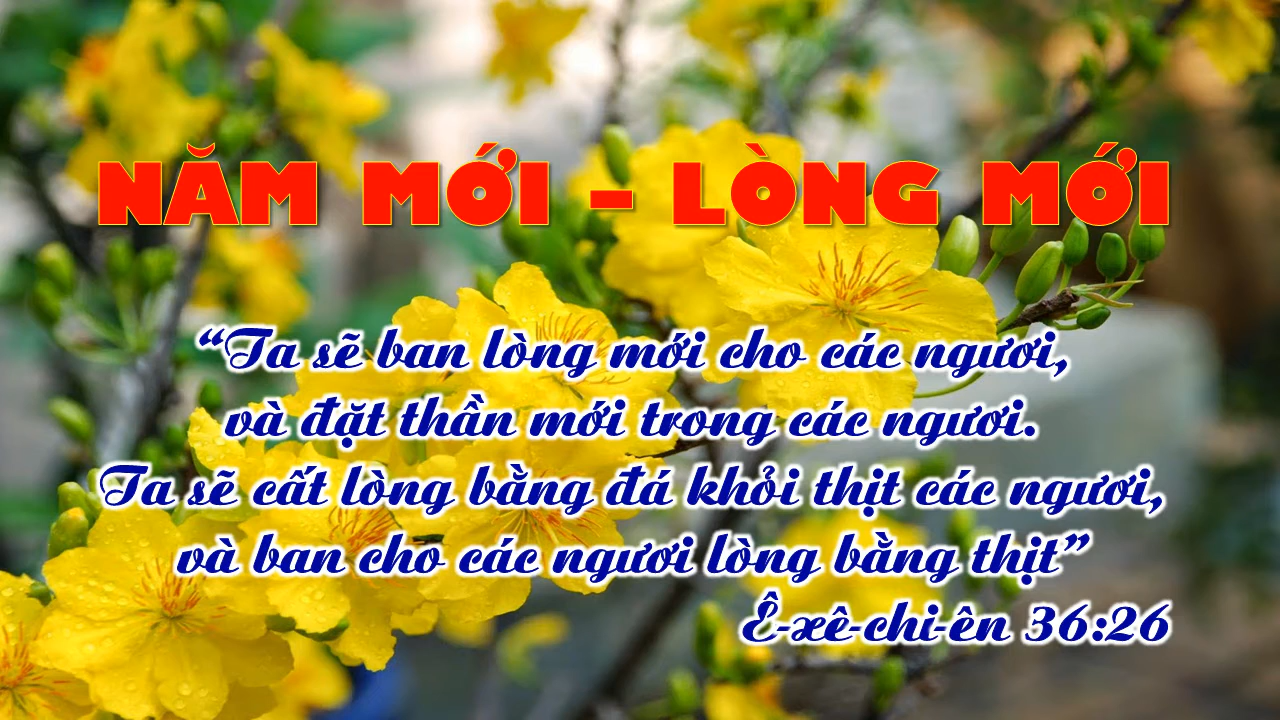 NĂM MỚI - LÒNG MỚI
“Ta sẽ ban lòng mới cho các ngươi,
và đặt thần mới trong các ngươi.
Ta sẽ cất lòng bằng đá khỏi thịt các ngươi,
và ban cho các ngươi lòng bằng thịt”
Ê-xê-chi-ên 36:26